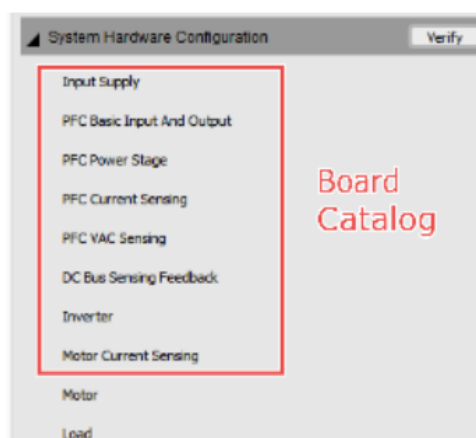 System Hardware Configuration
Verify
Input Supply
PFC Basic Input And Output
PFC Power Stage
PFC Current Sensing
PFC VAC Sensing
DC Bus Sensing Feedback
Inverter
Motor Current Sensing
Board
Catalog
Motor
Load